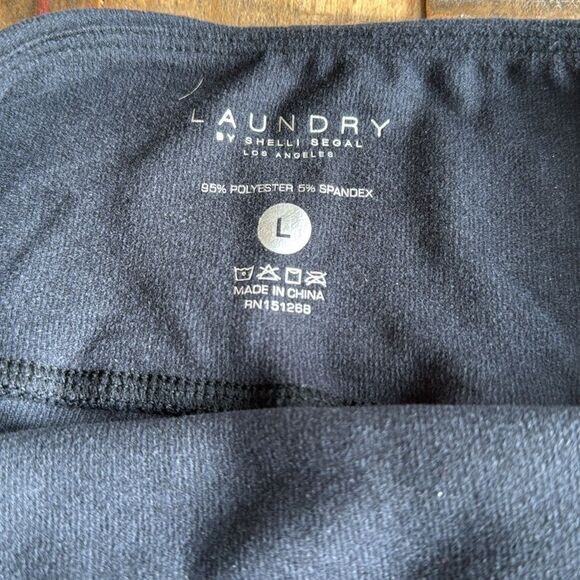 LAUNDRY
BY SHELLI SEGAL
LOS ANGELES
95% POLYESTER 5% SPANDEX
L
MADE IN CHINA
RN151268